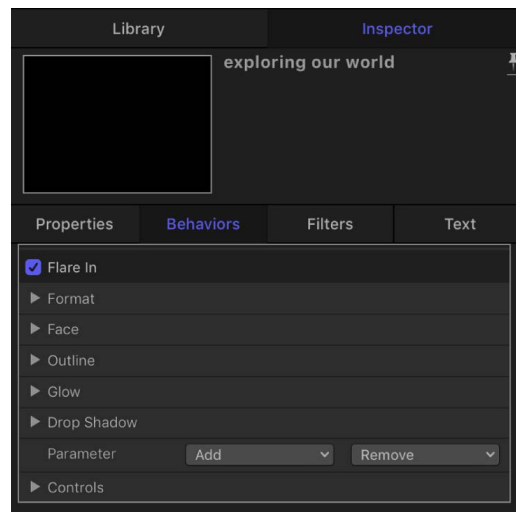 Library Inspector
exploring our world
Properties Behaviors Filters Text
Flare In
Format
Face
Outline
Glow
Drop Shadow
Parameter Add Remove
Controls